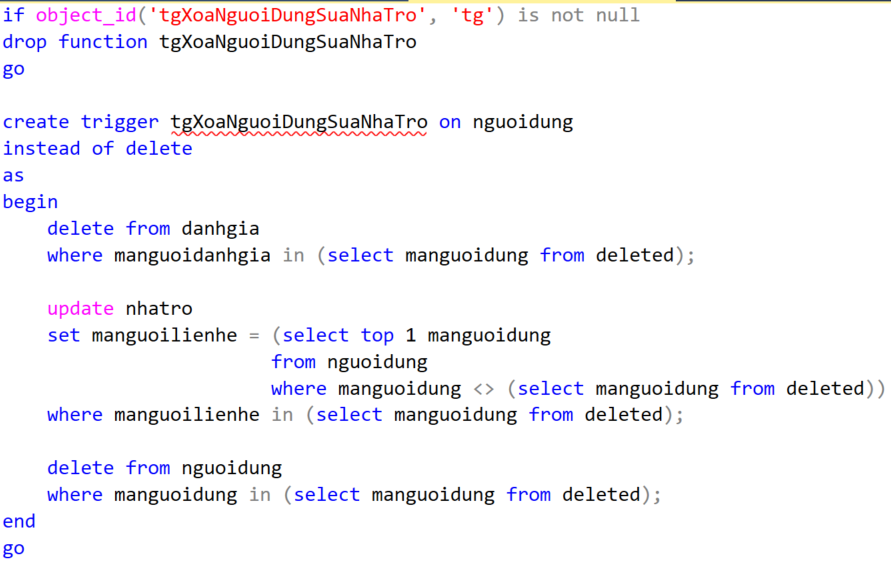 if object_id('tgXoaNguoiDungSuaNhaTro', 'tg') is not null
drop function tgXoaNguoiDungSuaNhaTro
go

create trigger tgXoaNguoiDungSuaNhaTro on nguoidung
instead of delete
as
begin
    delete from danhgia
    where manguoidanhgia in (select manguoidung from deleted);

    update nhatro
    set manguoilienhe = (select top 1 manguoidung
                        from nguoidung
                        where manguoidung <> (select manguoidung from deleted))
    where manguoilienhe in (select manguoidung from deleted);

    delete from nguoidung
    where manguoidung in (select manguoidung from deleted);
end
go